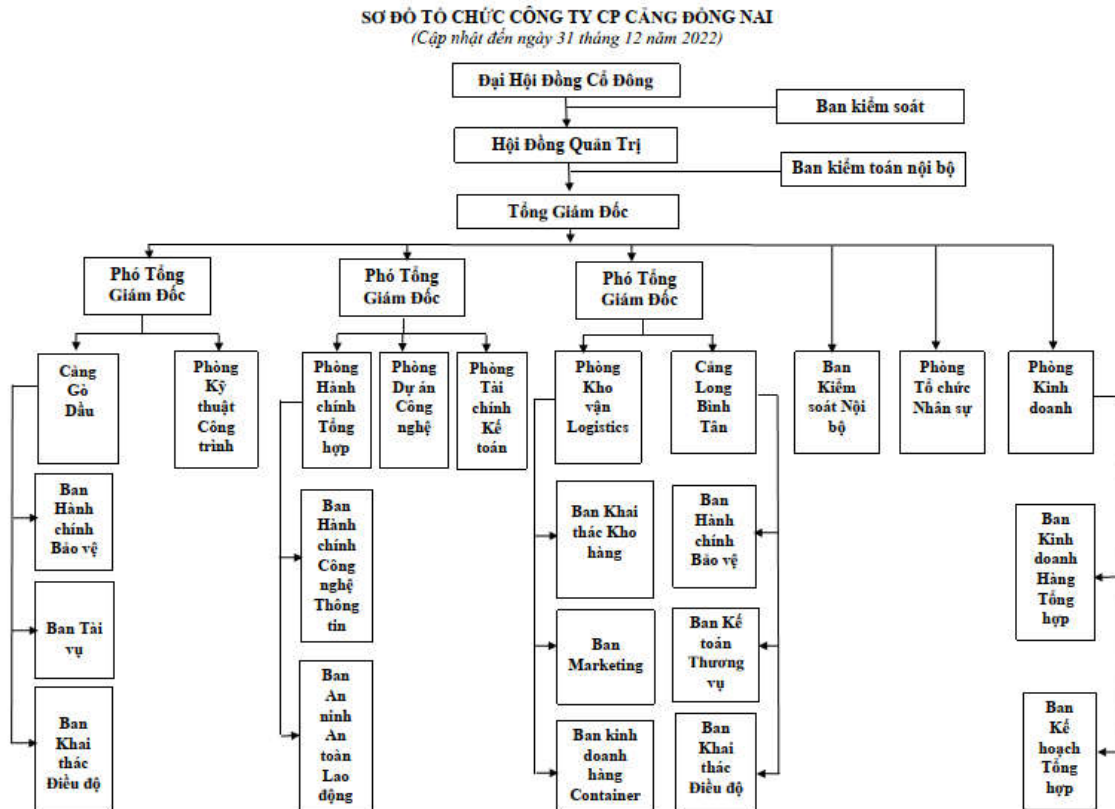 SƠ ĐỒ TỔ CHỨC CÔNG TY CP CẢNG ĐỒNG NAI
(Cập nhật đến ngày 31 tháng 12 năm 2022)
Đại Hội Đồng Cổ Đông
Ban kiểm soát
Hội Đồng Quản Trị
Ban kiểm toán nội bộ
Tổng Giám Đốc
Phó Tổng
Giám Đốc
Phó Tổng
Giám Đốc
Phó Tổng
Giám Đốc
Cảng
Gò
Dầu
Phòng
Kỹ
thuật
Công
trình
Phòng
Hành
chính
Tổng
hợp
Phòng
Dự án
Công
nghệ
Phòng
Tài
chính
Kế
toán
Phòng
Kho
vận
Logistics
Cảng
Long
Bình
Tân
Ban
Kiểm
soát Nội
bộ
Phòng
Tổ chức
Nhân sự
Phòng
Kinh
doanh
Ban
Hành
chính
Bảo vệ
Ban
Hành
chính
Công
nghệ
Thông
tin
Ban Khai
thác Kho
hàng
Ban
Hành
chính
Bảo vệ
Ban
Kinh
doanh
Hàng
Tổng
hợp
Ban Tài
vụ
Ban
Marketing
Ban Kế
toán
Thương
vụ
Ban
Khai
thác
Điều độ
Ban
An
ninh
An
toàn
Lao
động
Ban kinh
doanh
hàng
Container
Ban
Khai
thác
Điều độ
Ban
Kế
hoạch
Tổng
hợp